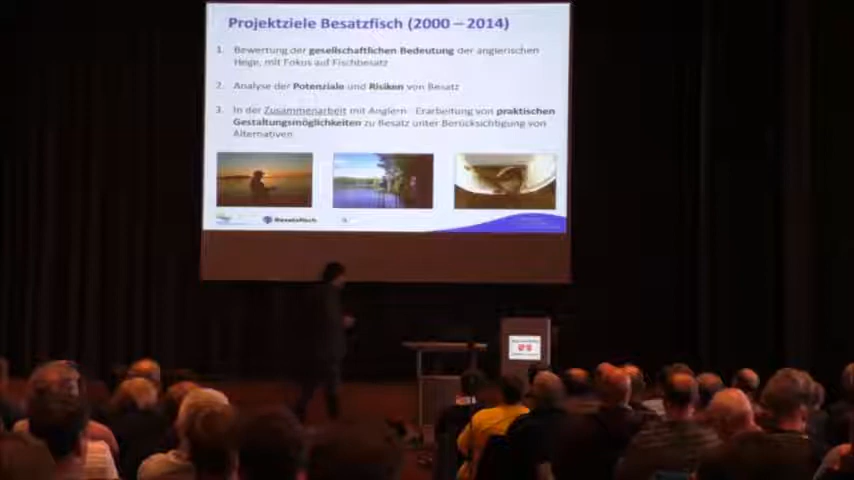 Projektziele Besatzfisch (2000 – 2014)
1. Bewertung der gesellschaftlichen Bedeutung der anglerischen
Hege, mit Fokus auf Fischbesatz
2. Analyse der Potenziale und Risiken von Besatz
3. In der Zusammenarbeit mit Anglern Erarbeitung von praktischen
Gestaltungsmöglichkeiten zu Besatz unter Berücksichtigung von
Alternativen
Besatzfisch